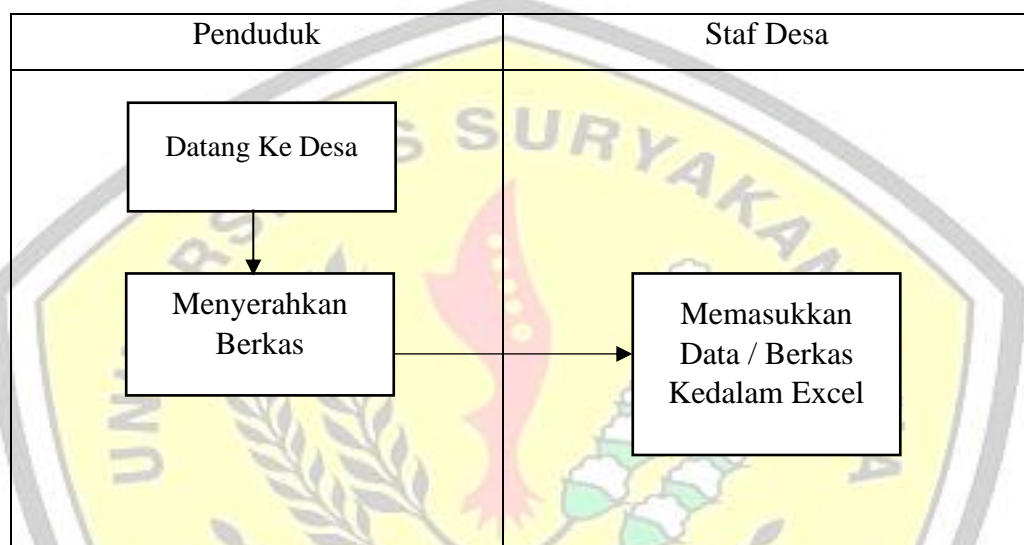 Penduduk
Staf Desa
Datang Ke Desa
Menyerahkan
Berkas
Memasukkan
Data / Berkas
Kedalam Excel